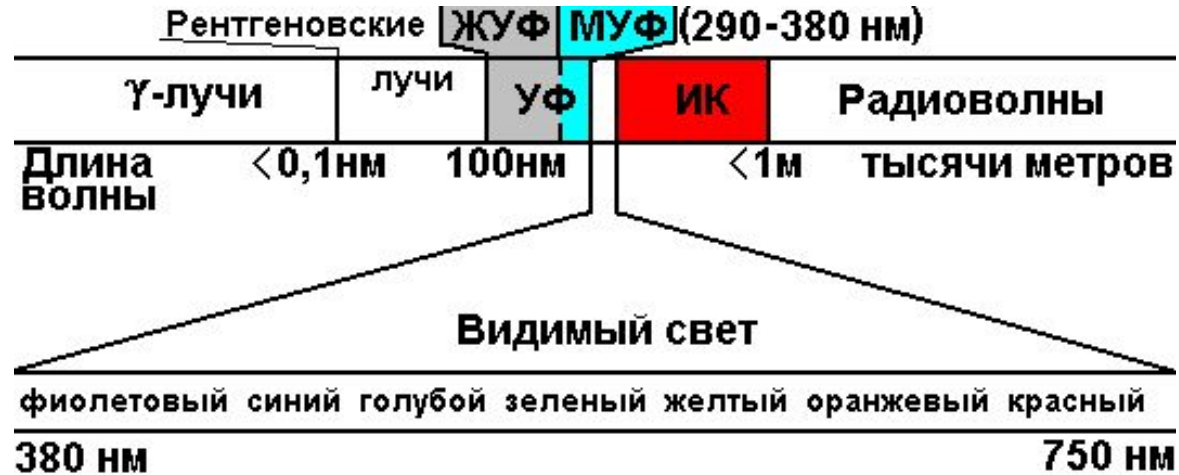 Рентгеновские ЖУФ МУФ (290-380 нм)
γ-лучи лучи УФ ИК Радиоволны
Длина волны <0,1нм 100нм <1м тысячи метров
Видимый свет
фиолетовый синий голубой зеленый желтый оранжевый красный
380 нм 750 нм